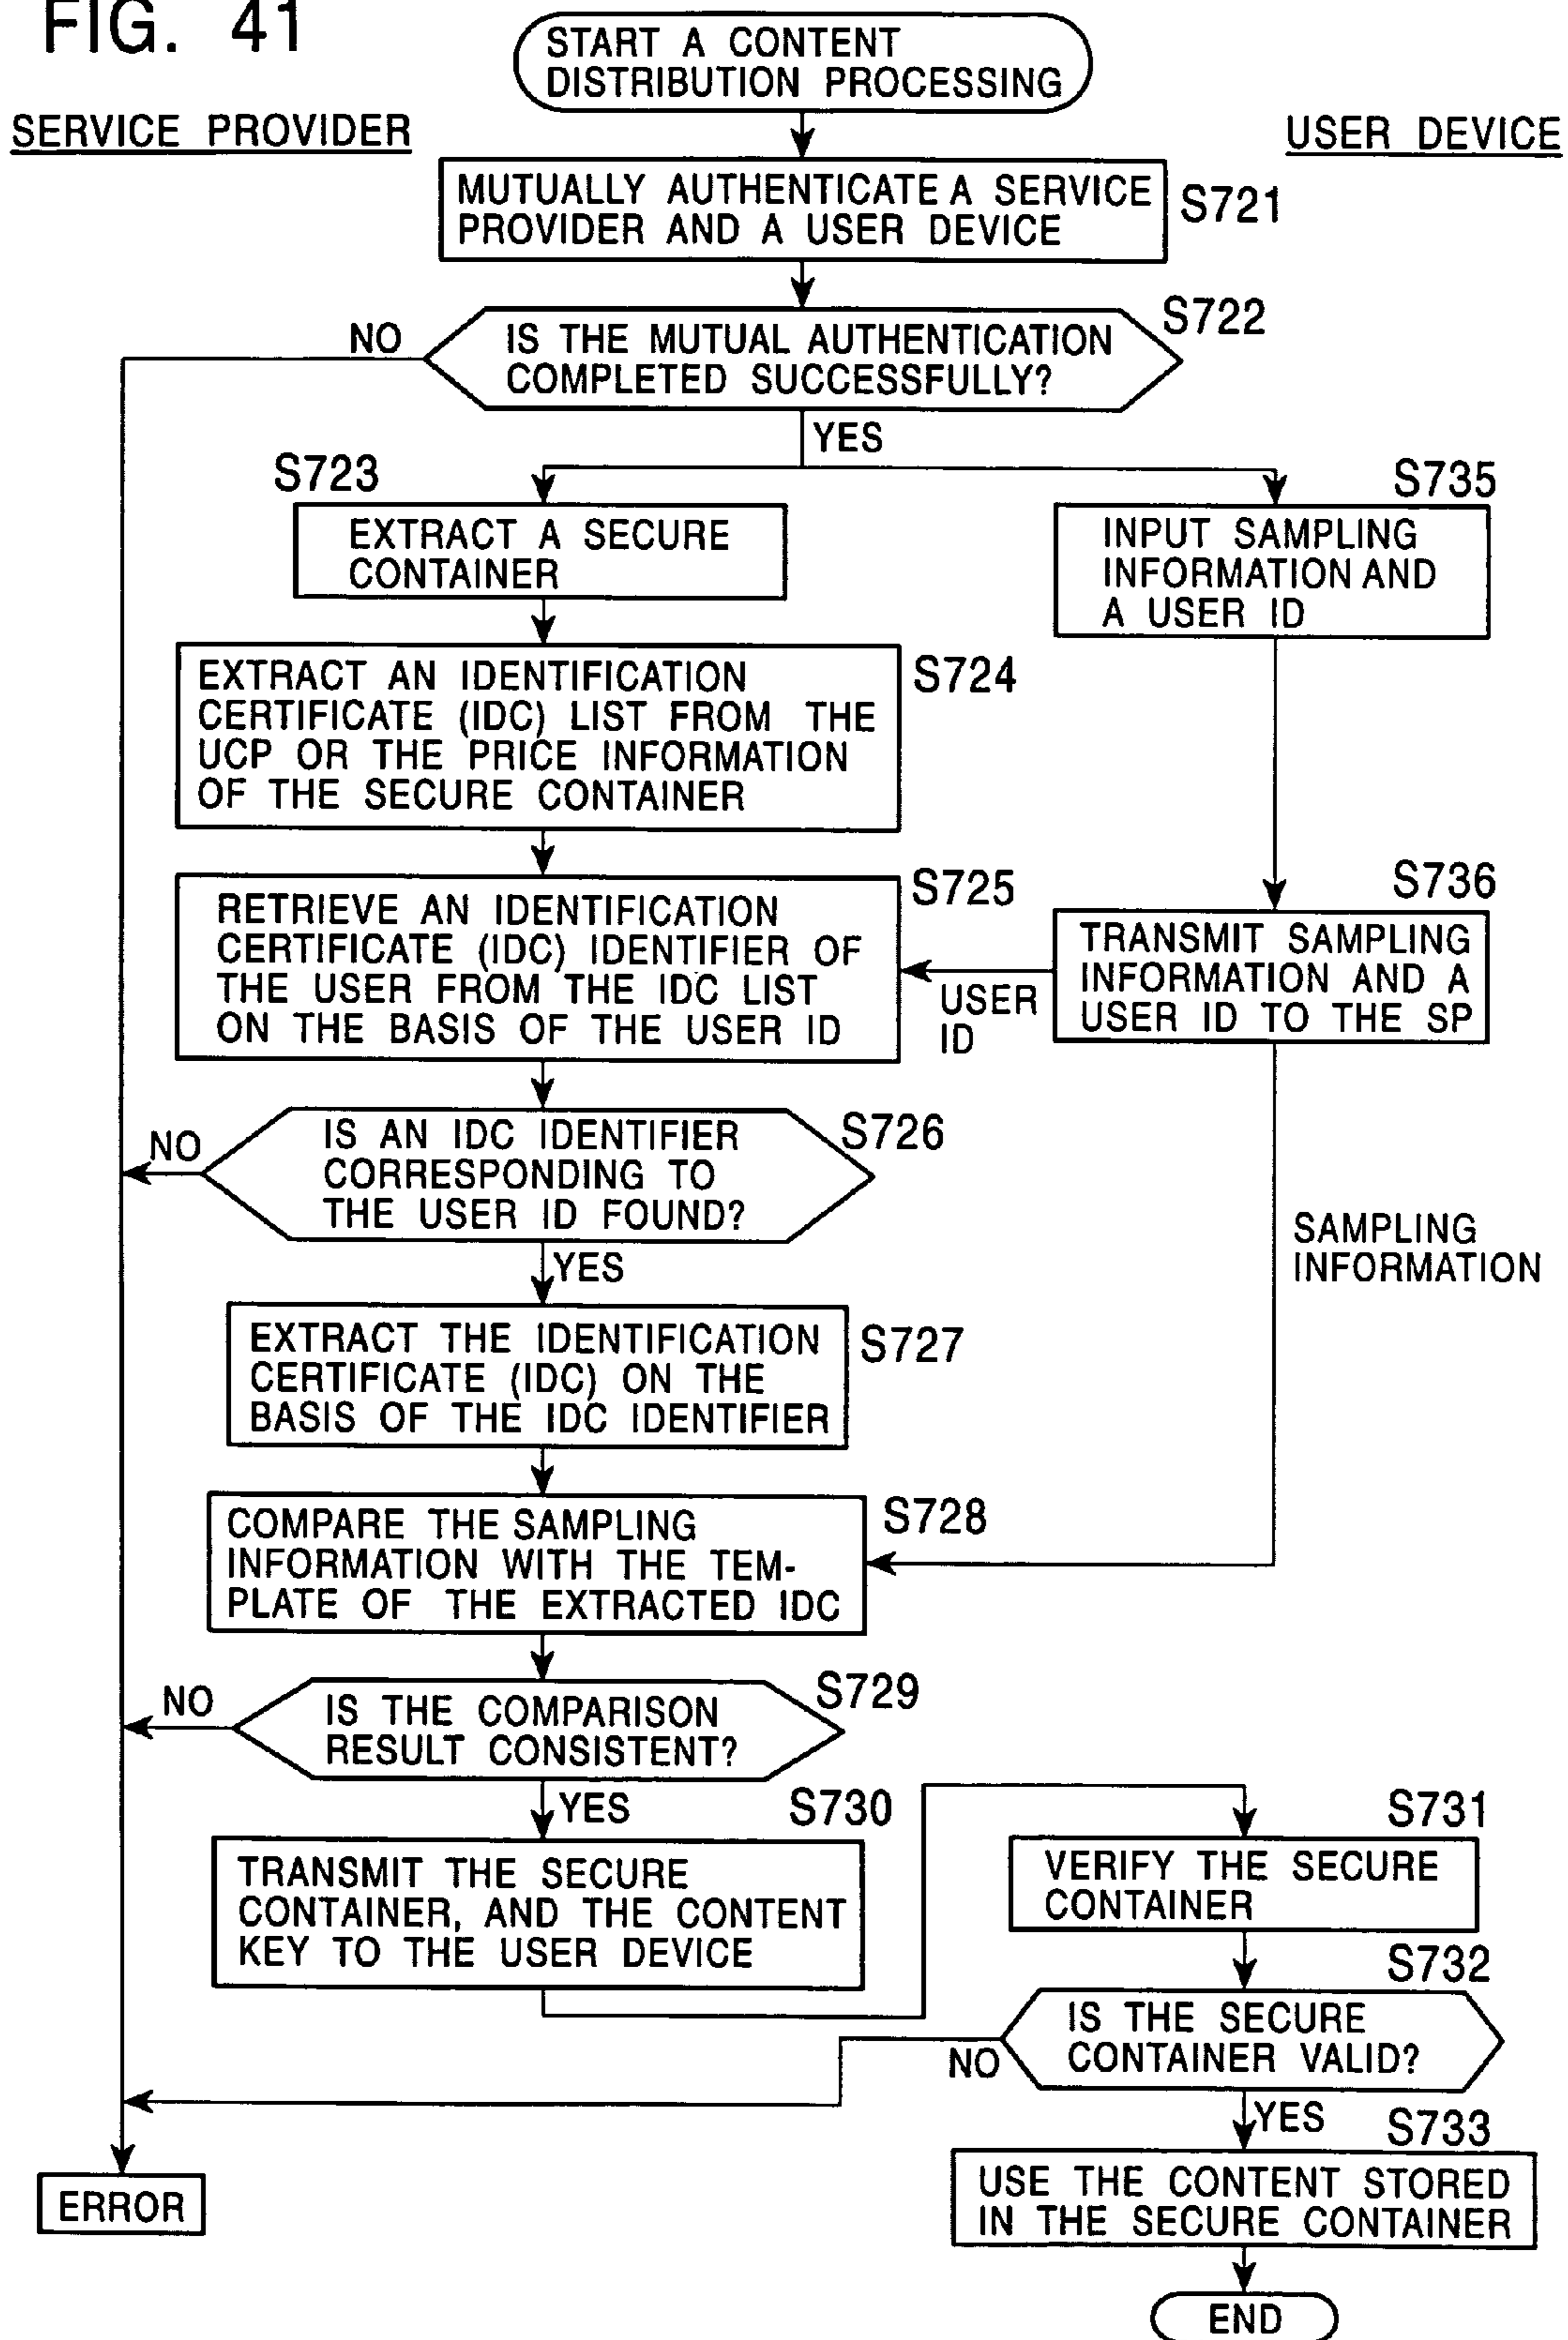 FIG. 41
START A CONTENT
DISTRIBUTION PROCESSING
SERVICE PROVIDER
USER DEVICE
MUTUALLY AUTHENTICATE A SERVICE
PROVIDER AND A USER DEVICE
S721
S722
NO
IS THE MUTUAL AUTHENTICATION
COMPLETED SUCCESSFULLY?
YES
S723
EXTRACT A SECURE
CONTAINER
S735
INPUT SAMPLING
INFORMATION AND
A USER ID
EXTRACT AN IDENTIFICATION
CERTIFICATE (IDC) LIST FROM THE
UCP OR THE PRICE INFORMATION
OF THE SECURE CONTAINER
S724
RETRIEVE AN IDENTIFICATION
CERTIFICATE (IDC) IDENTIFIER OF
THE USER FROM THE IDC LIST
ON THE BASIS OF THE USER ID
S725
USER
ID
S736
TRANSMIT SAMPLING
INFORMATION AND A
USER ID TO THE SP
NO
IS AN IDC IDENTIFIER
CORRESPONDING TO
THE USER ID FOUND?
S726
YES
SAMPLING
INFORMATION
EXTRACT THE IDENTIFICATION
CERTIFICATE (IDC) ON THE
BASIS OF THE IDC IDENTIFIER
S727
COMPARE THE SAMPLING
INFORMATION WITH THE TEM-
PLATE OF THE EXTRACTED IDC
S728
NO
IS THE COMPARISON
RESULT CONSISTENT?
S729
YES
S730
TRANSMIT THE SECURE
CONTAINER, AND THE CONTENT
KEY TO THE USER DEVICE
S731
VERIFY THE SECURE
CONTAINER
S732
IS THE SECURE
CONTAINER VALID?
NO
YES
S733
USE THE CONTENT STORED
IN THE SECURE CONTAINER
ERROR
END